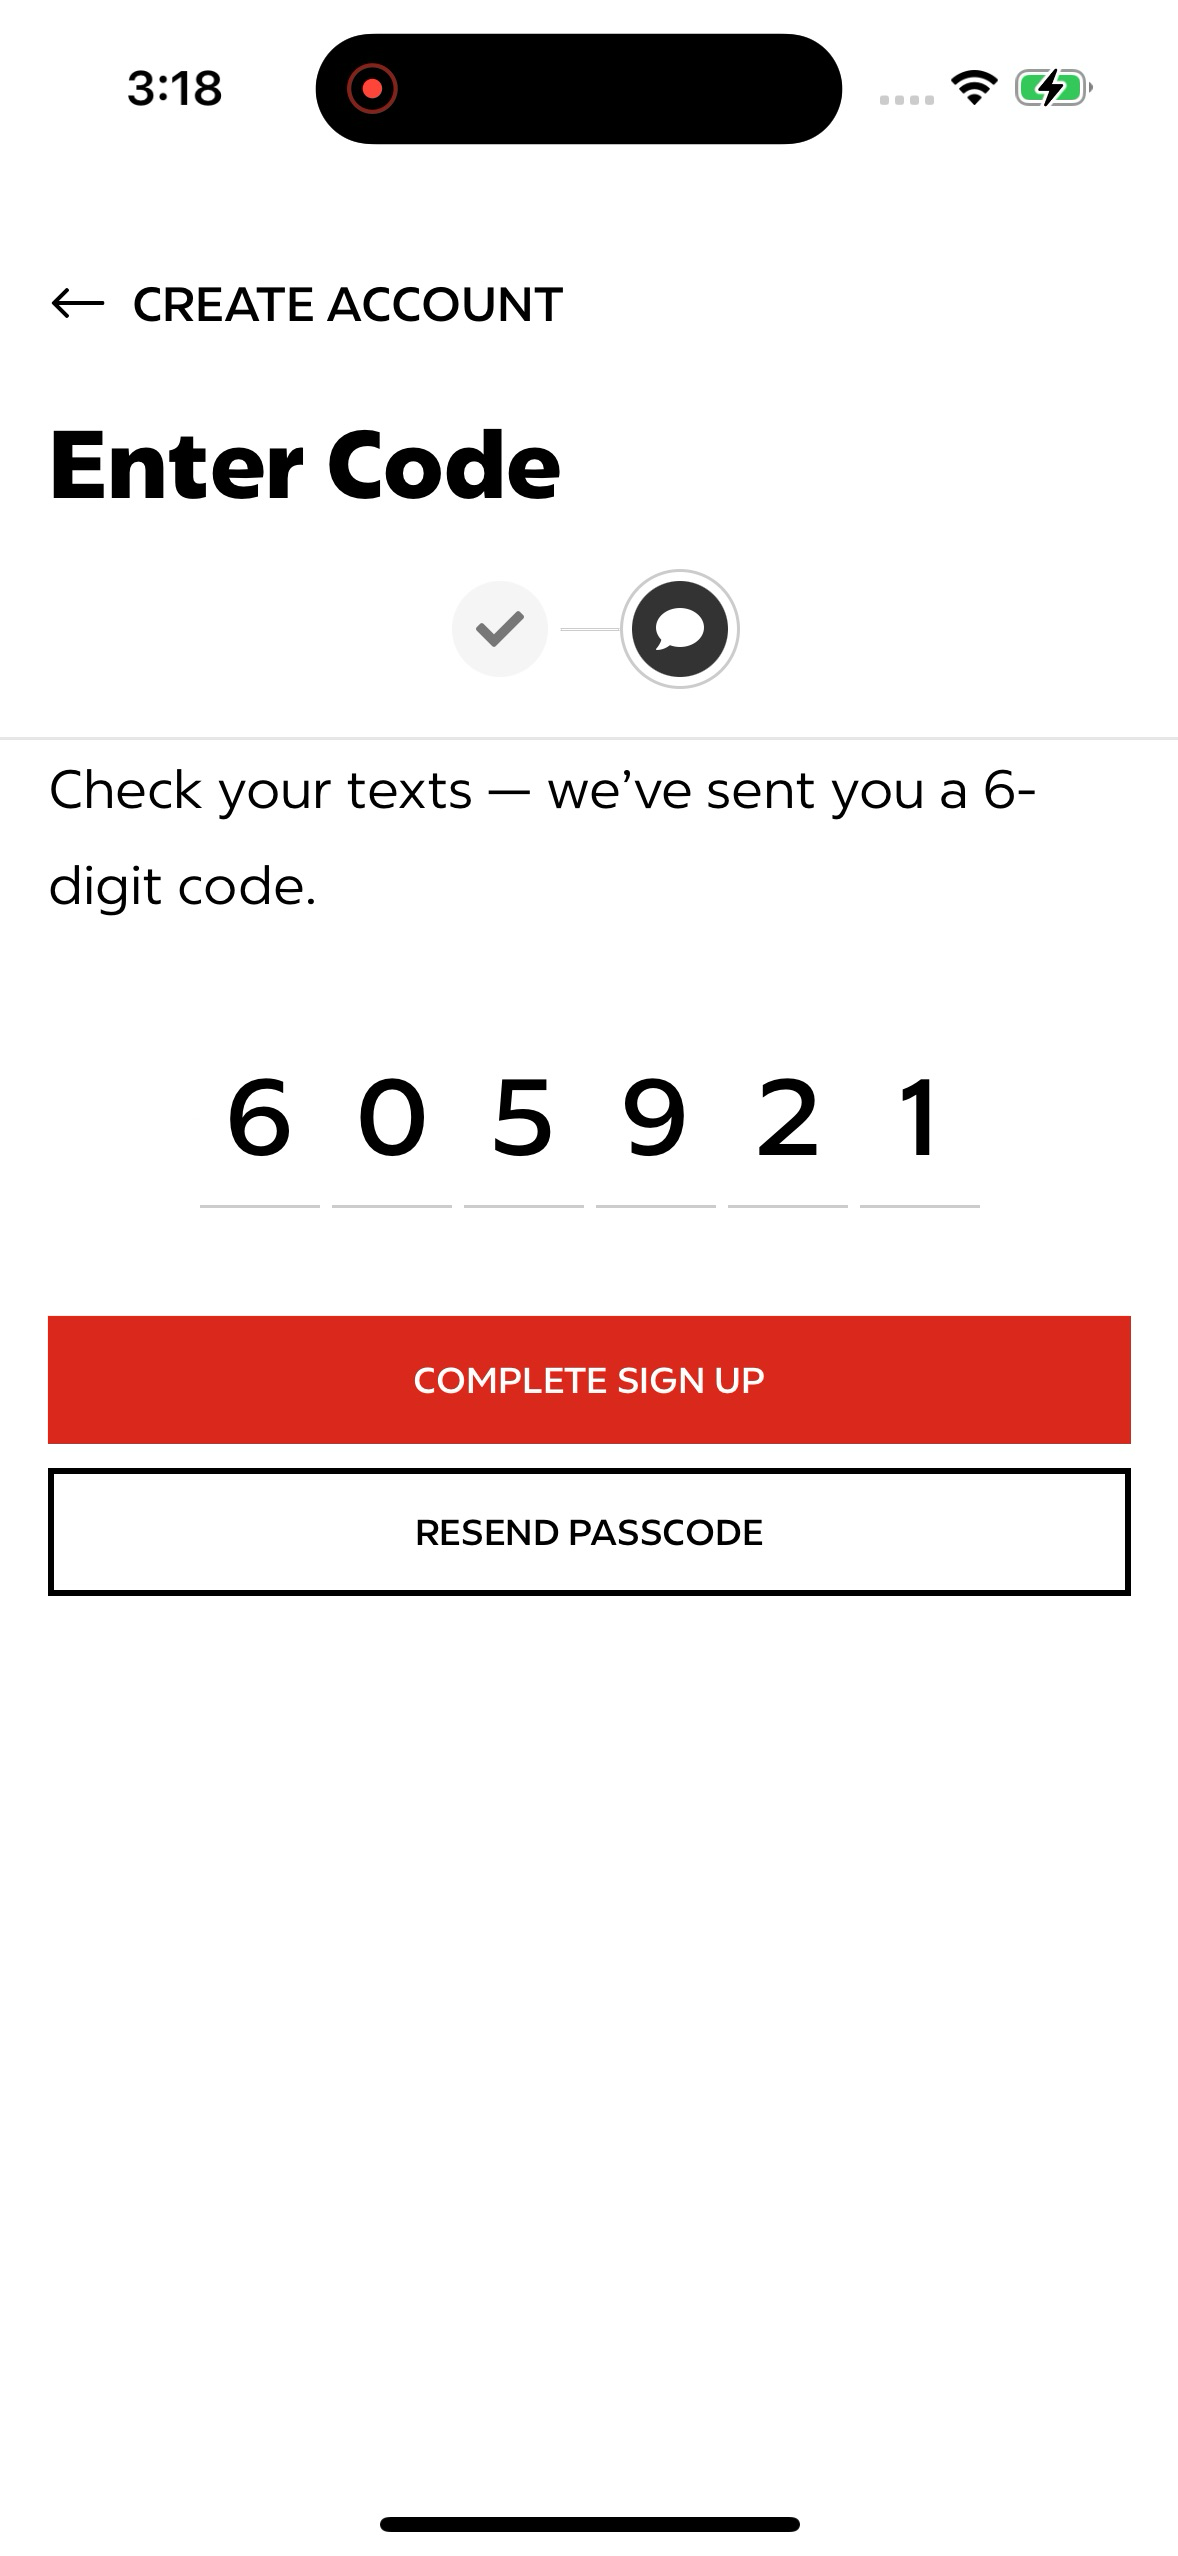 3:18
CREATE ACCOUNT
Enter Code
Check your texts — we’ve sent you a 6-
digit code.
6 0 5 9 2 1
COMPLETE SIGN UP
RESEND PASSCODE